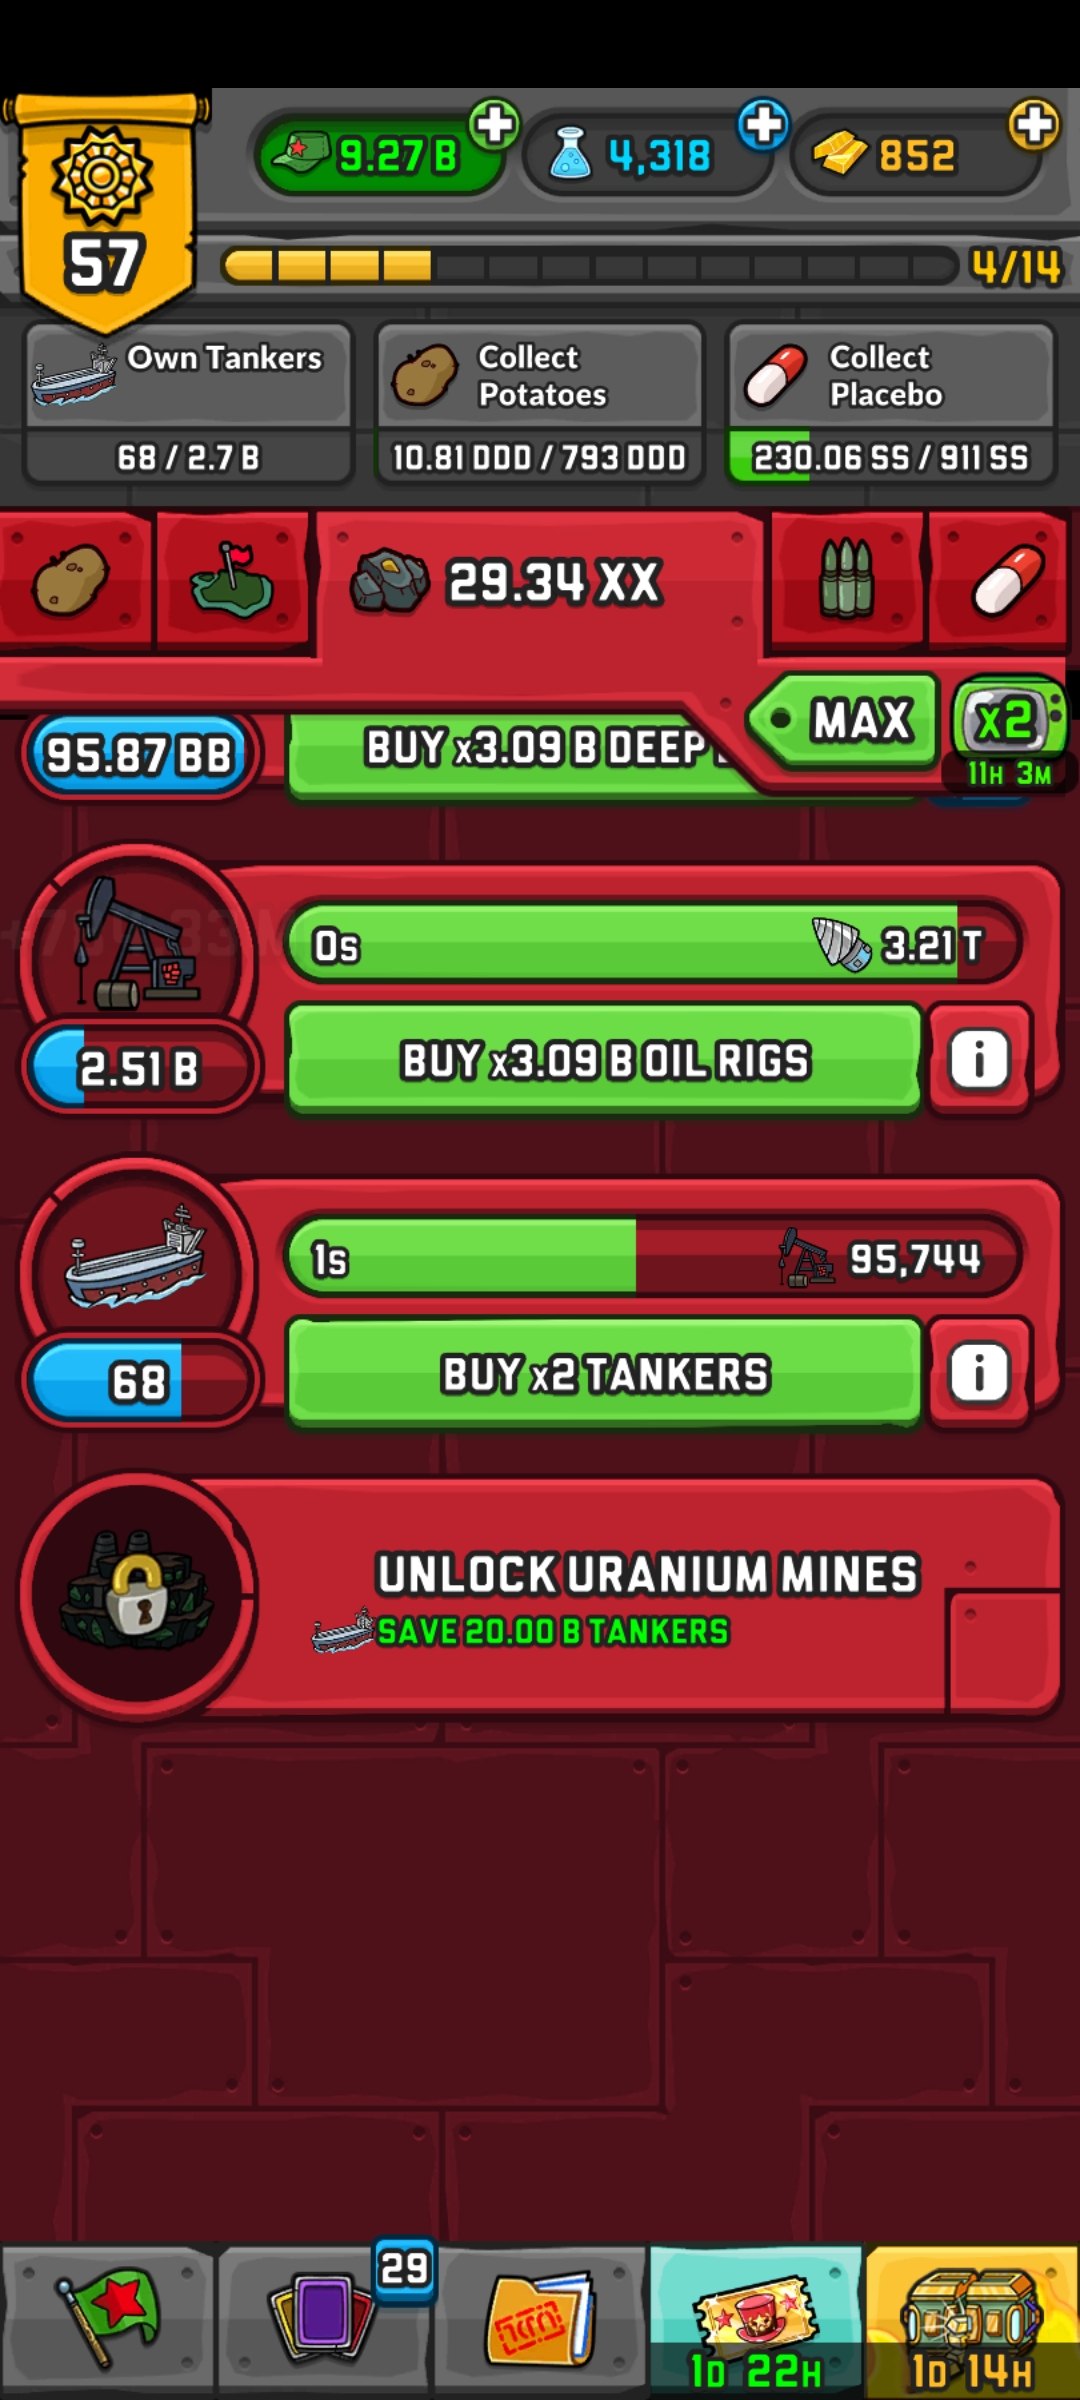 9.27 B
4,318
852
57
4/14
Own Tankers
68 / 2.7 B
Collect
Potatoes
10.81 DDD / 793 DDD
Collect
Placebo
230.06 SS / 911 SS
29.34 XX
MAX
x2
11H 3M
95.87 BB
BUY x3.09 B DEEP
0s
3.21 T
2.51 B
BUY x3.09 B OIL RIGS
i
1s
95,744
68
BUY x2 TANKERS
i
UNLOCK URANIUM MINES
SAVE 20.00 B TANKERS
29
1D 22H
1D 14H